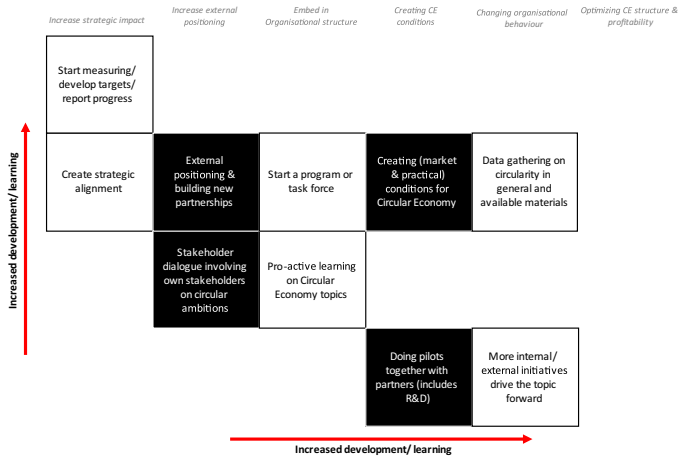 Increase strategic impact
Increase external
positioning
Embed in
Organisational structure
Creating CE
conditions
Changing organisational
behaviour
Optimizing CE structure &
profitability
Start measuring/
develop targets/
report progress
Create strategic
alignment
External
positioning &
building new
partnerships
Start a program or
task force
Creating (market
& practical)
conditions for
Circular Economy
Data gathering on
circularity in
general and
available materials
Stakeholder
dialogue involving
own stakeholders
on circular
ambitions
Pro-active learning
on Circular
Economy topics
Doing pilots
together with
partners (includes
R&D)
More internal/
external initiatives
drive the topic
forward
Increased development/ learning
Increased development/ learning